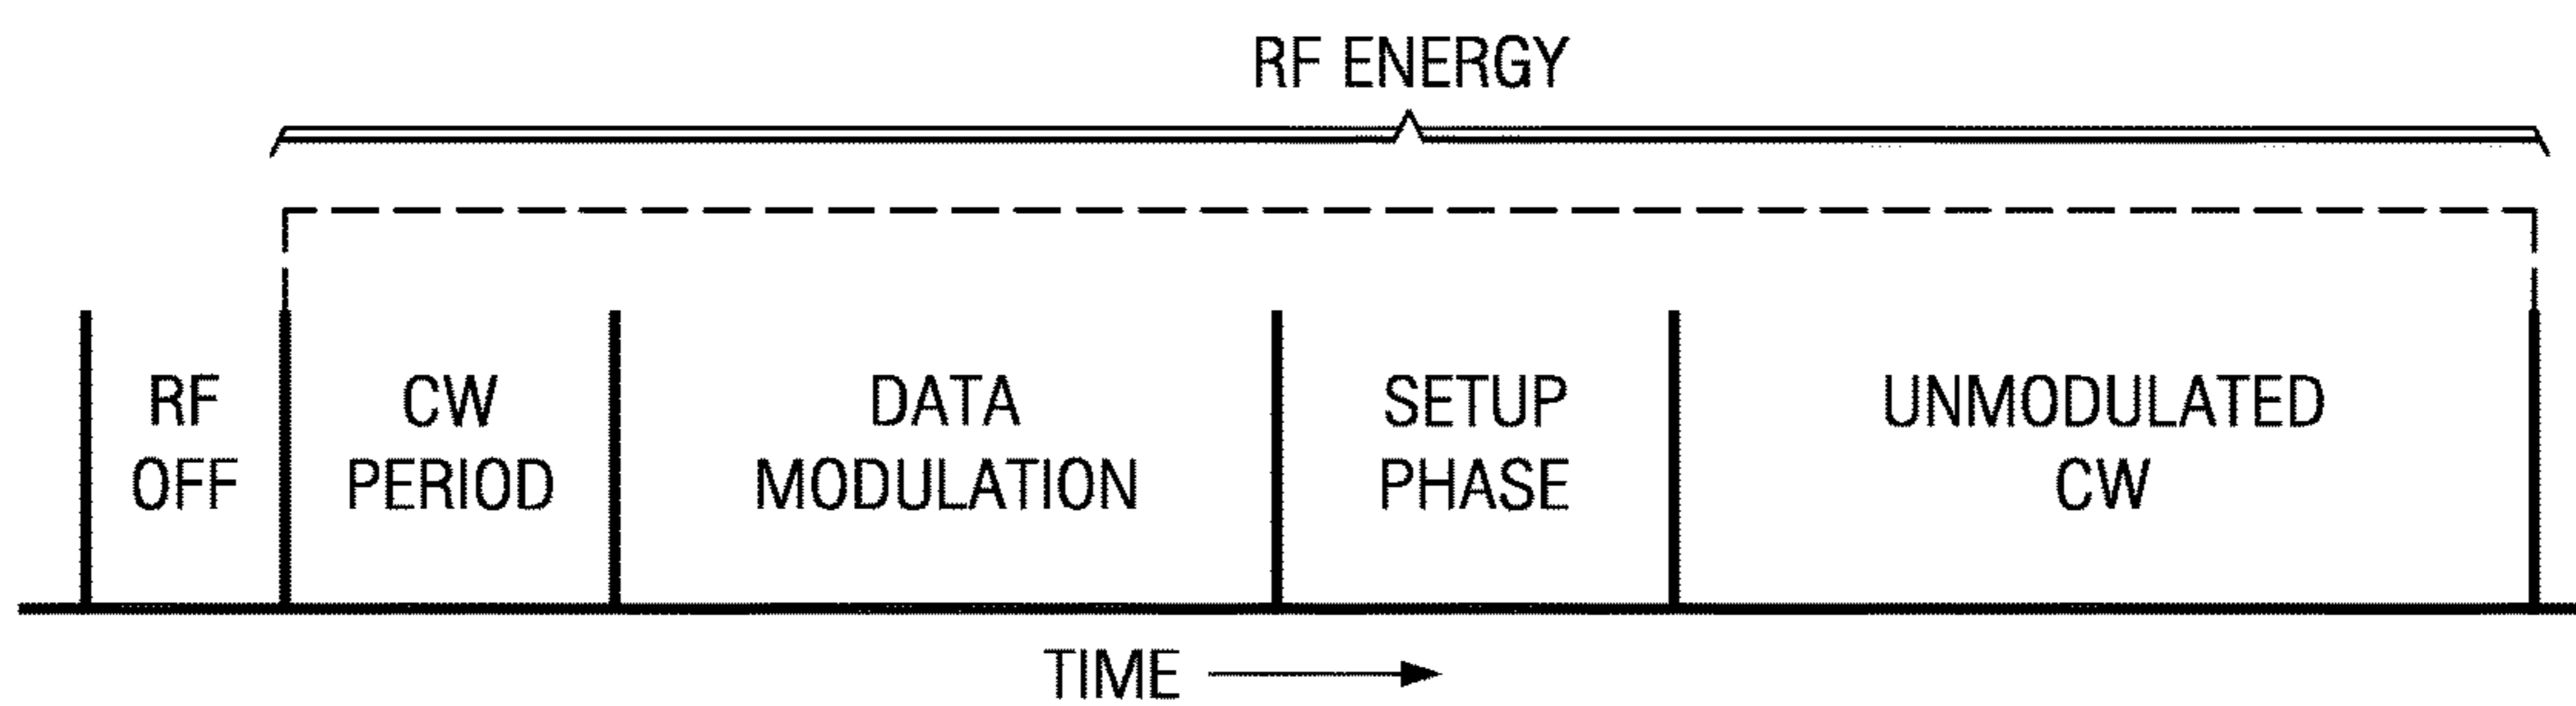 RF ENERGY
RF
OFF
CW
PERIOD
DATA
MODULATION
SETUP
PHASE
UNMODULATED
CW
TIME